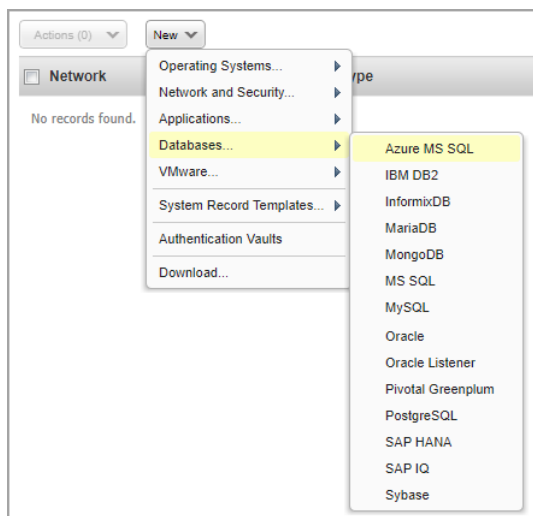 Actions (0) New
Network
ype
No records found.
Operating Systems...
Network and Security...
Applications...
Databases...
VMware...
System Record Templates...
Authentication Vaults
Download...
Azure MS SQL
IBM DB2
InformixDB
MariaDB
MongoDB
MS SQL
MySQL
Oracle
Oracle Listener
Pivotal Greenplum
PostgreSQL
SAP HANA
SAP IQ
Sybase